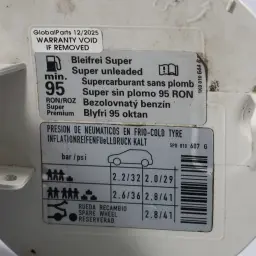 GlobalParts 12/2025
WARRANTY VOID
IF REMOVED
min.
95
RON/ROZ
Super
Premium
Bleifrei Super
Super unleaded
Supercarburant sans plomb
Super sin plomo 95 RON
Bezolovnatý benzín
Blyfri 95 oktan
PRESION DE NEUMATICOS EN FRIO-COLD TYRE
INFLATIONREIFENFÜLLDRUCK KALT
bar/psi
2.2/32 2.0/29
2.6/36 2.8/41
RUEDA RECAMBIO
SPARE WHEEL
RESERVERAD
2.8/41